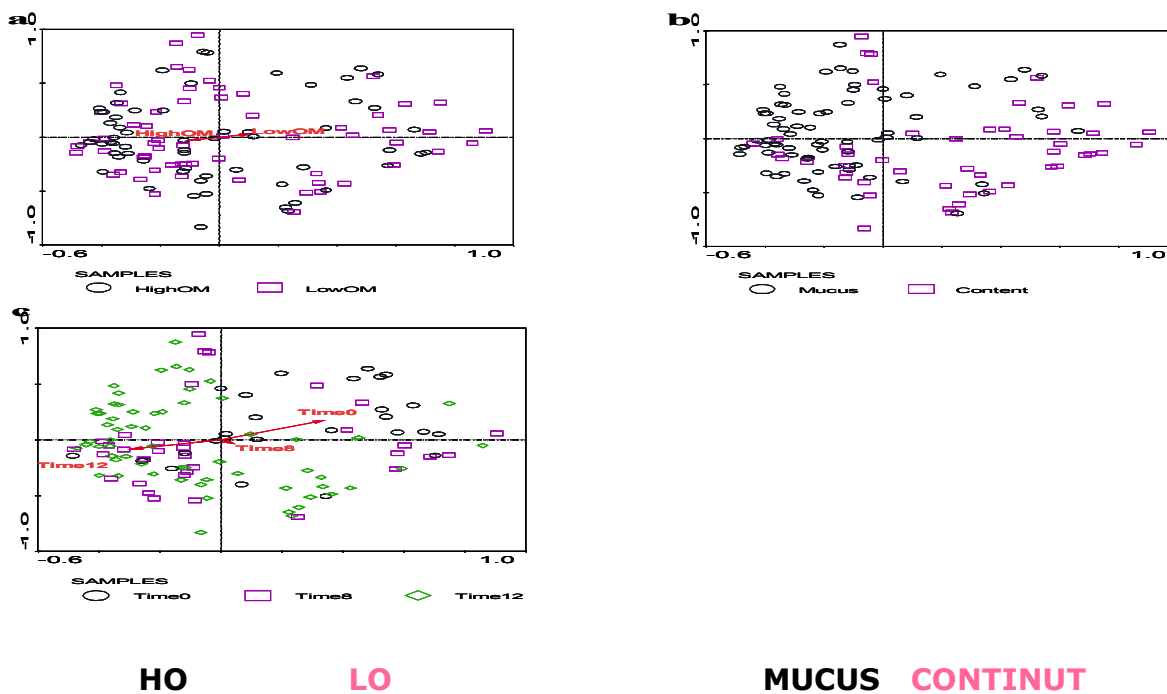 a) 1.0
HighOM LowOM
-1.0
-0.6 1.0
SAMPLES
HighOM LowOM
b) 1.0
-1.0
-0.6 1.0
SAMPLES
Mucus Content
c) 1.0
Time0
Time8
Time12
-1.0
-0.6 1.0
SAMPLES
Time0 Time8 Time12
HO LO MUCUS CONTINUT